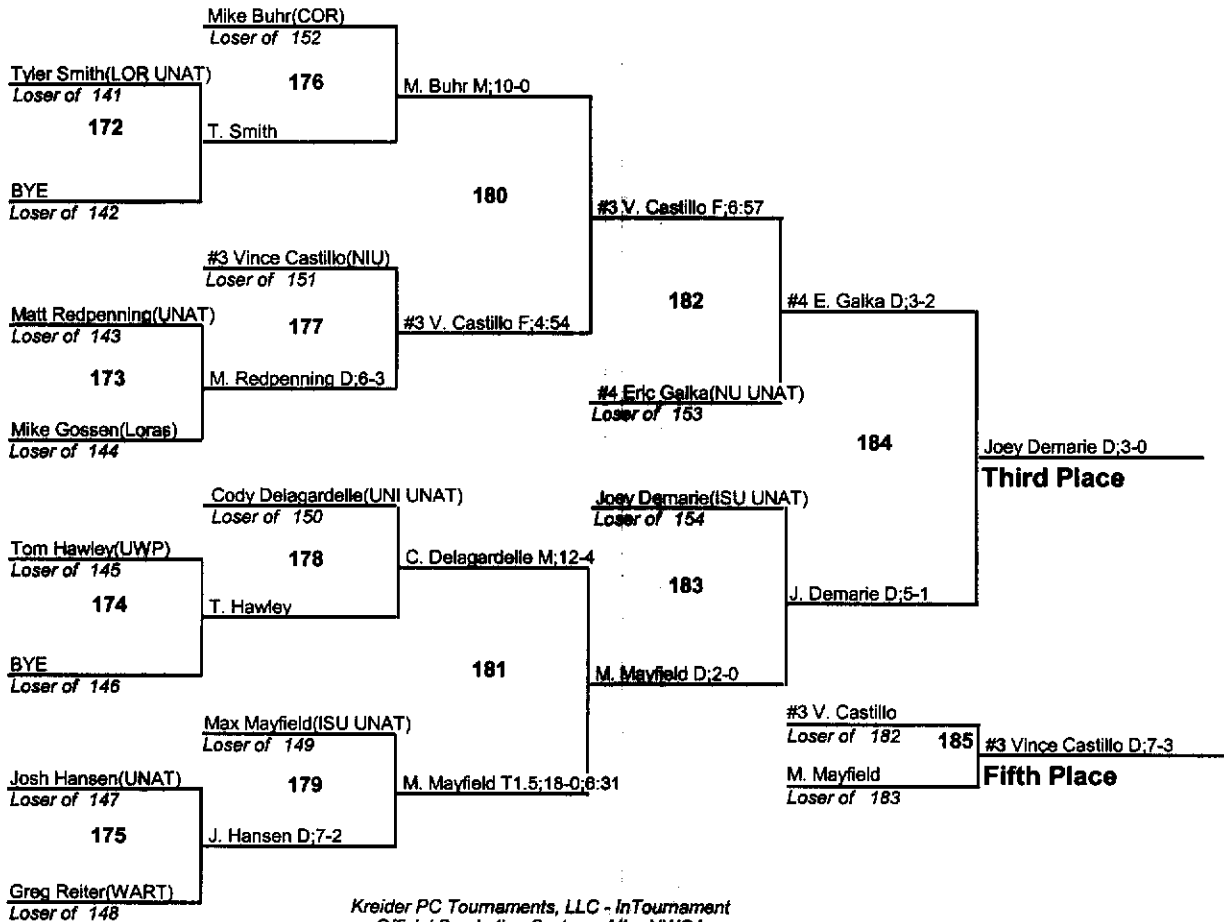 Mike Buhr(COR)
Loser of 152
Tyler Smith(LOR UNAT)
Loser of 141
176
M. Buhr M;10-0
172
T. Smith
BYE
Loser of 142
180
#3 V. Castillo F;6:57
#3 Vince Castillo(NIU)
Loser of 151
Matt Redpenning(UNAT)
Loser of 143
177
#3 V. Castillo F;4:54
182
#4 E. Galka D;3-2
173
M. Redpenning D;6-3
#4 Eric Galka(NU UNAT)
Loser of 153
Mike Gossen(Loras)
Loser of 144
184
Joey Demarie D;3-0
Third Place
Cody Delagardelle(UNI UNAT)
Loser of 150
Joey Demarie(ISU UNAT)
Loser of 154
Tom Hawley(UWP)
Loser of 145
178
C. Delagardelle M;12-4
183
J. Demarie D;5-1
174
T. Hawley
BYE
Loser of 146
181
M. Mayfield D;2-0
Max Mayfield(ISU UNAT)
Loser of 149
#3 V. Castillo
Loser of 182
185
#3 Vince Castillo D;7-3
Fifth Place
M. Mayfield
Loser of 183
Josh Hansen(UNAT)
Loser of 147
179
M. Mayfield T1.5;18-0;6:31
175
J. Hansen D;7-2
Greg Reiter(WART)
Loser of 148
Kreider PC Tournaments, LLC - InTournament